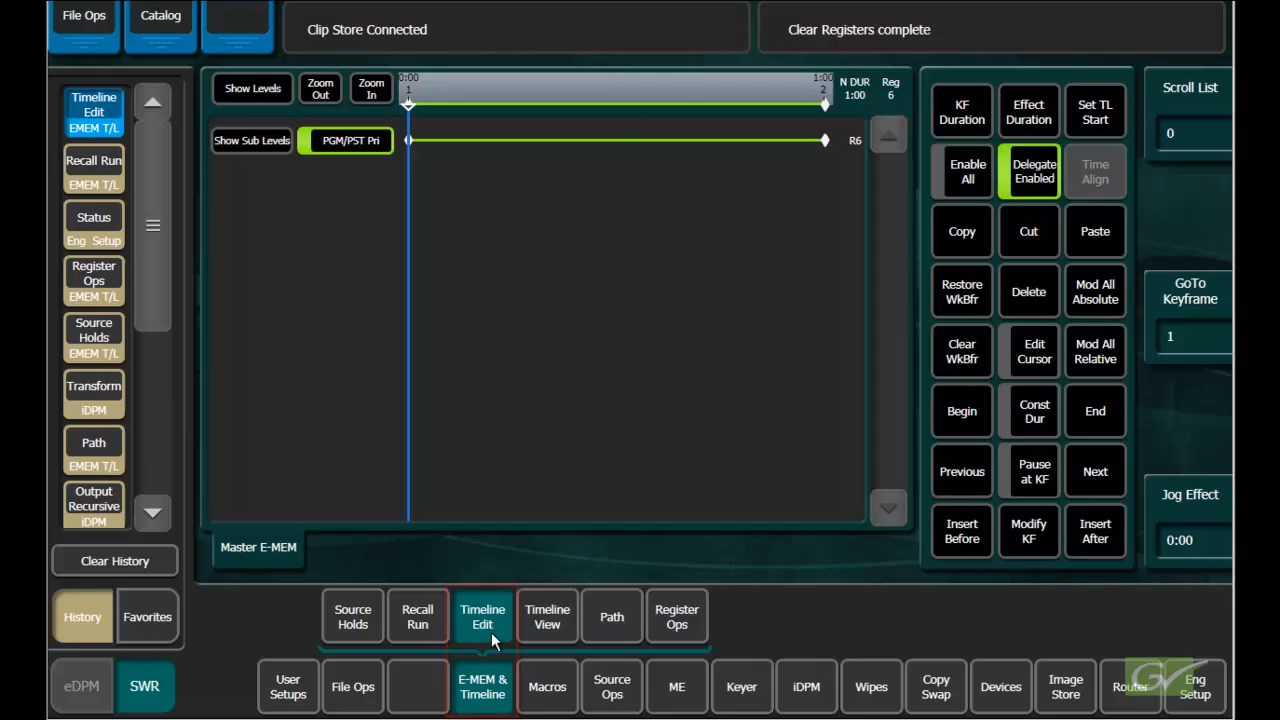 File Ops
Catalog
Clip Store Connected
Clear Registers complete
Timeline
Edit
EMEM T/L
Recall Run
EMEM T/L
Status
Eng Setup
Register
Ops
EMEM T/L
Source
Holds
EMEM T/L
Transform
iDPM
Path
EMEM T/L
Output
Recursive
iDPM
Clear History
History
Favorites
Show Levels
Zoom
Out
Zoom
In
0:00
1
1:00
2
N DUR
1:00
Reg
6
Show Sub Levels
PGM/PST Pri
R6
Master E-MEM
KF
Duration
Effect
Duration
Set TL
Start
Enable
All
Delegate
Enabled
Time
Align
Copy
Cut
Paste
Restore
WkBfr
Delete
Mod All
Absolute
Clear
WkBfr
Edit
Cursor
Mod All
Relative
Begin
Const
Dur
End
Previous
Pause
at KF
Next
Insert
Before
Modify
KF
Insert
After
Scroll List
0
GoTo
Keyframe
1
Jog Effect
0:00
Source
Holds
Recall
Run
Timeline
Edit
Timeline
View
Path
Register
Ops
eDPM
SWR
User
Setups
File Ops
E-MEM &
Timeline
Macros
Source
Ops
ME
Keyer
iDPM
Wipes
Copy
Swap
Devices
Image
Store
Router
Eng
Setup
GV